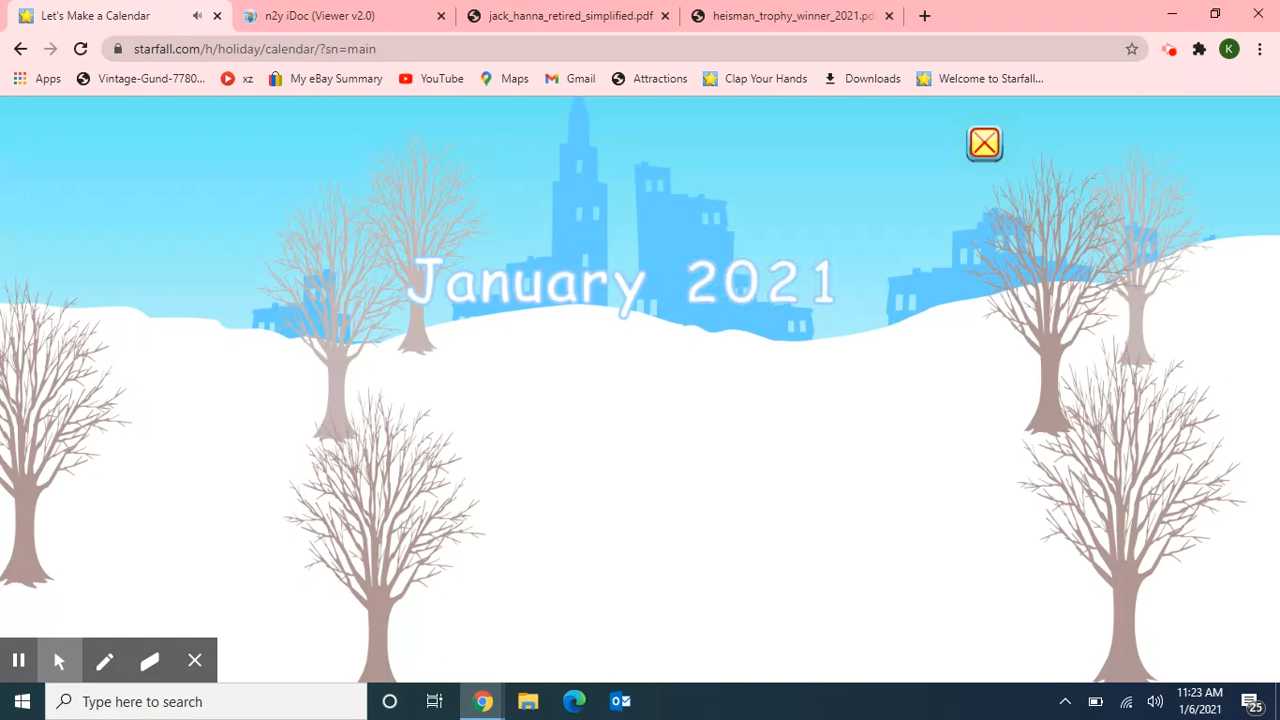 Let's Make a Calendar
n2y iDoc (Viewer v2.0)
jack_hanna_retired_simplified.pdf
heisman_trophy_winner_2021.pd
starfall.com/h/holiday/calendar/?sn=main
K
Apps
Vintage-Gund-7780...
xz
My eBay Summary
YouTube
Maps
Gmail
Attractions
Clap Your Hands
Downloads
Welcome to Starfall...
January 2021
Type here to search
11:23 AM
1/6/2021
25